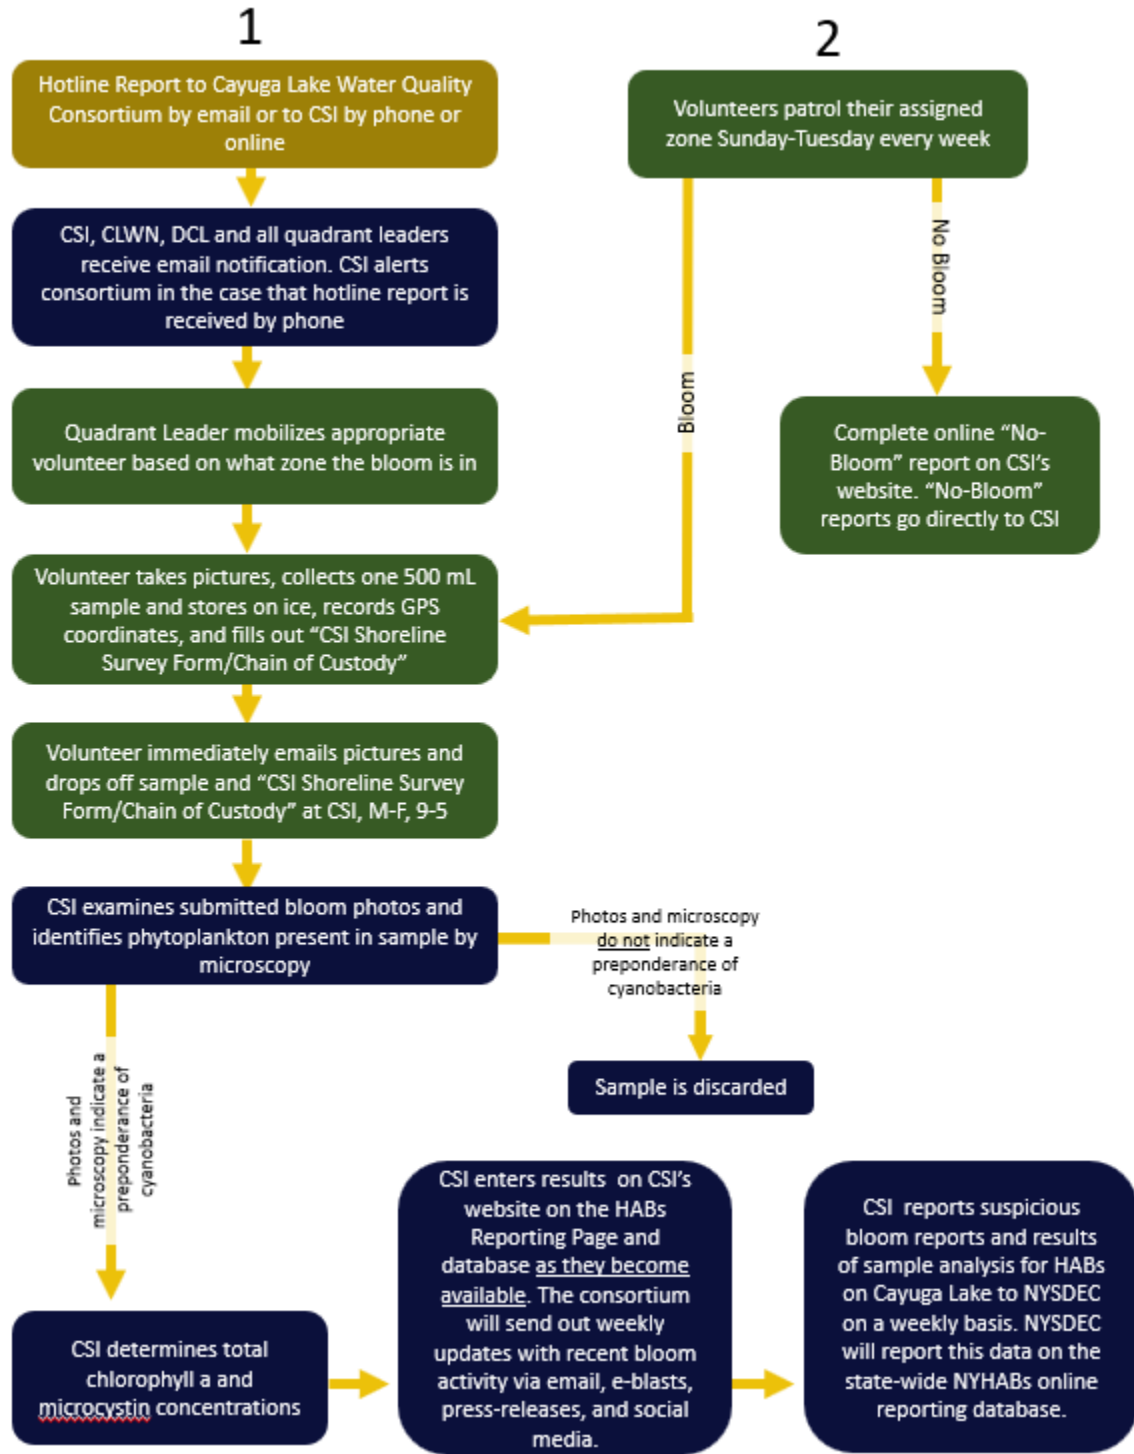 1
Hotline Report to Cayuga Lake Water Quality
Consortium by email or to CSI by phone or
online
CSI, CLWN, DCL and all quadrant leaders
receive email notification. CSI alerts
consortium in the case that hotline report is
received by phone
Quadrant Leader mobilizes appropriate
volunteer based on what zone the bloom is in
Volunteer takes pictures, collects one 500 mL
sample and stores on ice, records GPS
coordinates, and fills out “CSI Shoreline
Survey Form/Chain of Custody”
Volunteer immediately emails pictures and
drops off sample and “CSI Shoreline Survey
Form/Chain of Custody” at CSI, M-F, 9-5
CSI examines submitted bloom photos and
identifies phytoplankton present in sample by
microscopy
2
Volunteers patrol their assigned
zone Sunday-Tuesday every week
Bloom
No Bloom
Complete online “No-
Bloom” report on CSI’s
website. “No-Bloom”
reports go directly to CSI
Photos and microscopy
do not indicate a
preponderance of
cyanobacteria
Sample is discarded
Photos and
microscopy indicate a
preponderance of
cyanobacteria
CSI determines total
chlorophyll a and
microcystin concentrations
CSI enters results on CSI’s
website on the HABs
Reporting Page and
database as they become
available. The consortium
will send out weekly
updates with recent bloom
activity via email, e-blasts,
press-releases, and social
media.
CSI reports suspicious
bloom reports and results
of sample analysis for HABs
on Cayuga Lake to NYSDEC
on a weekly basis. NYSDEC
will report this data on the
state-wide NYHABs online
reporting database.